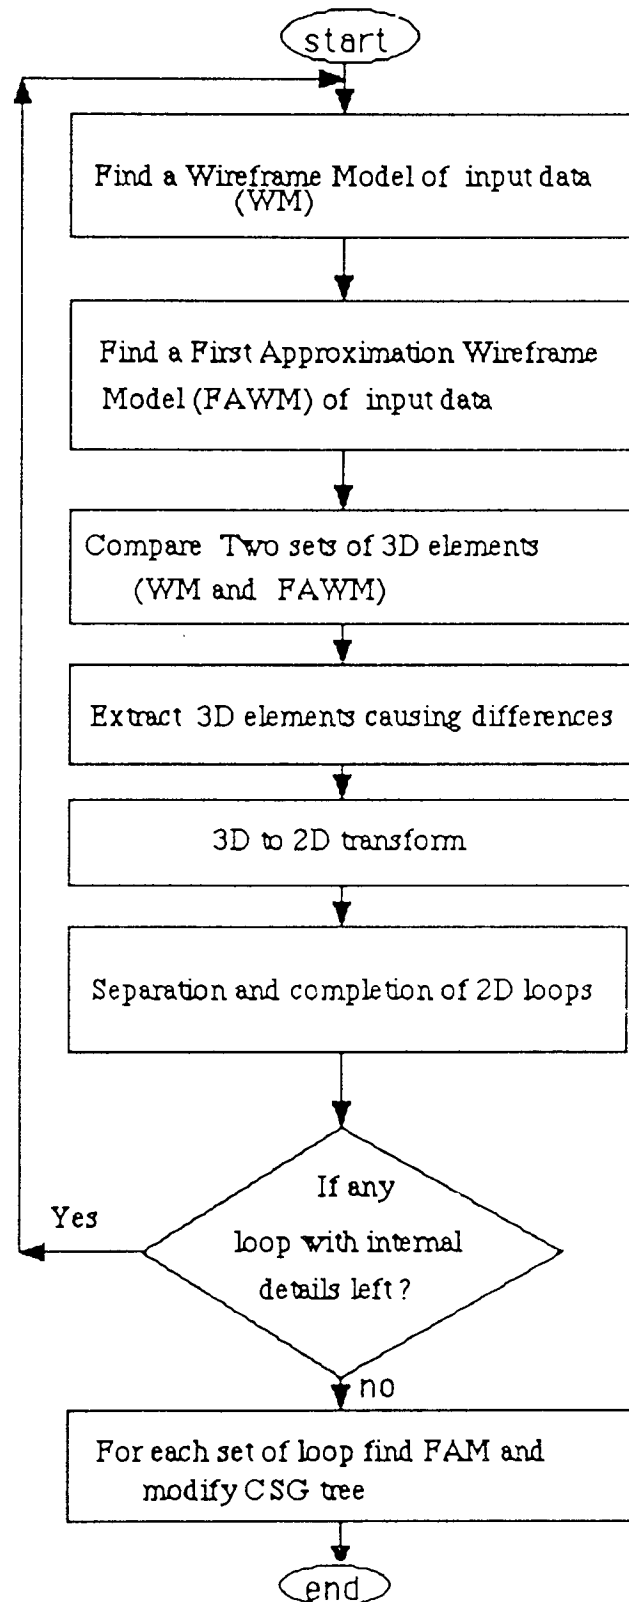 start
Find a Wireframe Model of input data
(WM)
Find a First Approximation Wireframe
Model (FAWM) of input data
Compare Two sets of 3D elements
(WM and FAWM)
Extract 3D elements causing differences
3D to 2D transform
Separation and completion of 2D loops
If any
loop with internal
details left ?
Yes
no
For each set of loop find FAM and
modify CSG tree
end